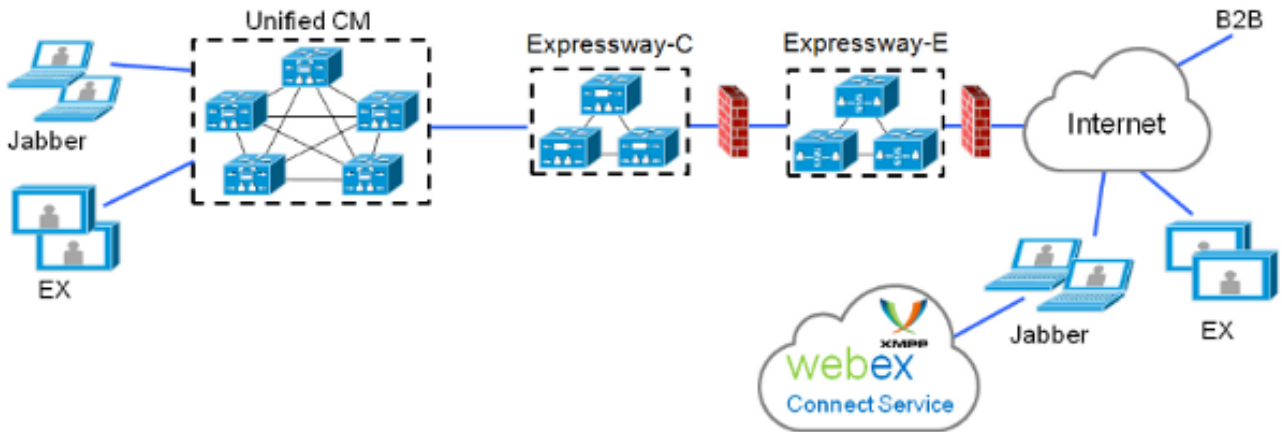 Unified CM
Expressway-C
Expressway-E
B2B
Jabber
Internet
EX
Jabber
EX
XMPP
webex
Connect Service